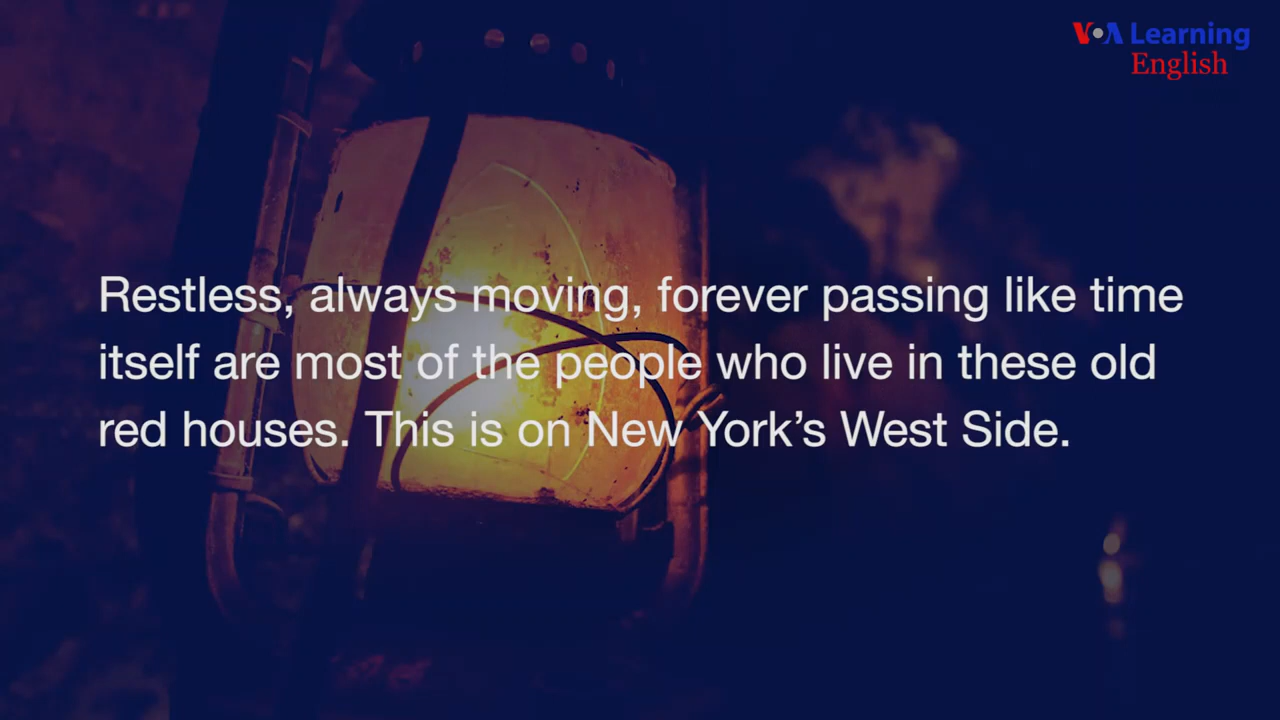 VOA Learning
English
Restless, always moving, forever passing like time
itself are most of the people who live in these old
red houses. This is on New York’s West Side.